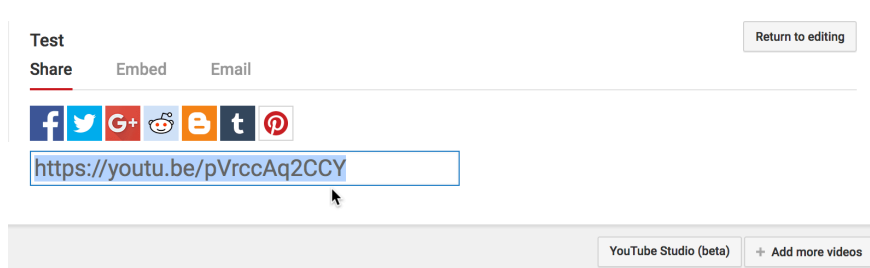 Test
Return to editing
Share Embed Email
f G+ B t
https://youtu.be/pVrccAq2CCY
YouTube Studio (beta) + Add more videos